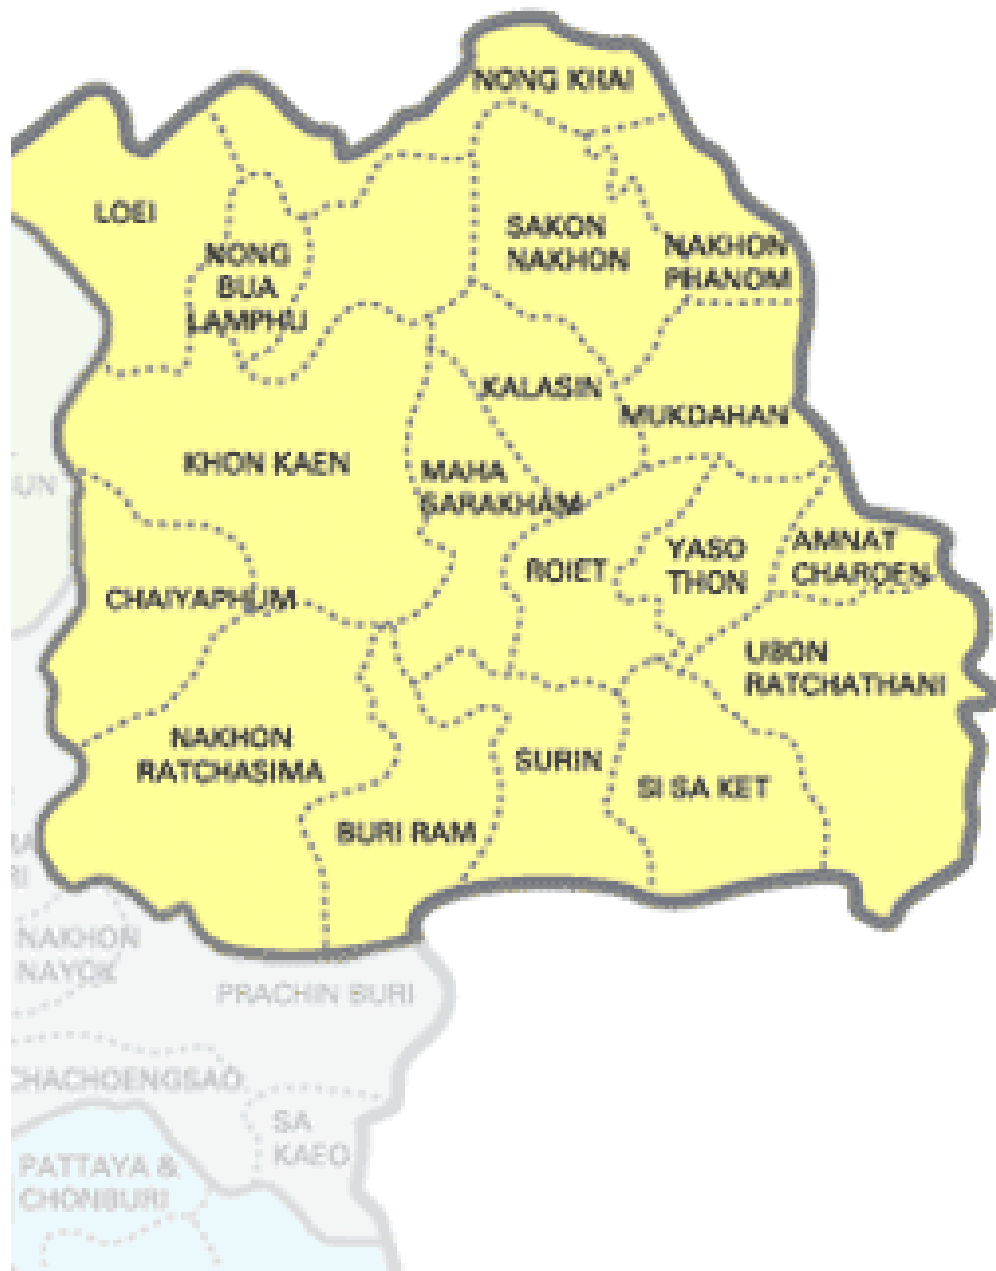 NONG KHAI
LOEI
SAKON
NAKHON
NAKHON
PHANOM
NONG
BUA
LAMPHU
KALASIN
MUKDAHAN
KHON KAEN
MAHA
SARAKHAM
ROIET
YASO
THON
AMNAT
CHAROEN
CHAIYAPHUM
UBON
RATCHATHANI
NAKHON
RATCHASIMA
SURIN
SI SA KET
BURI RAM
NAKHON
NAYOK
PRACHIN BURI
CHACHOENGSAO
SA
KAEO
PATTAYA &
CHONBURI